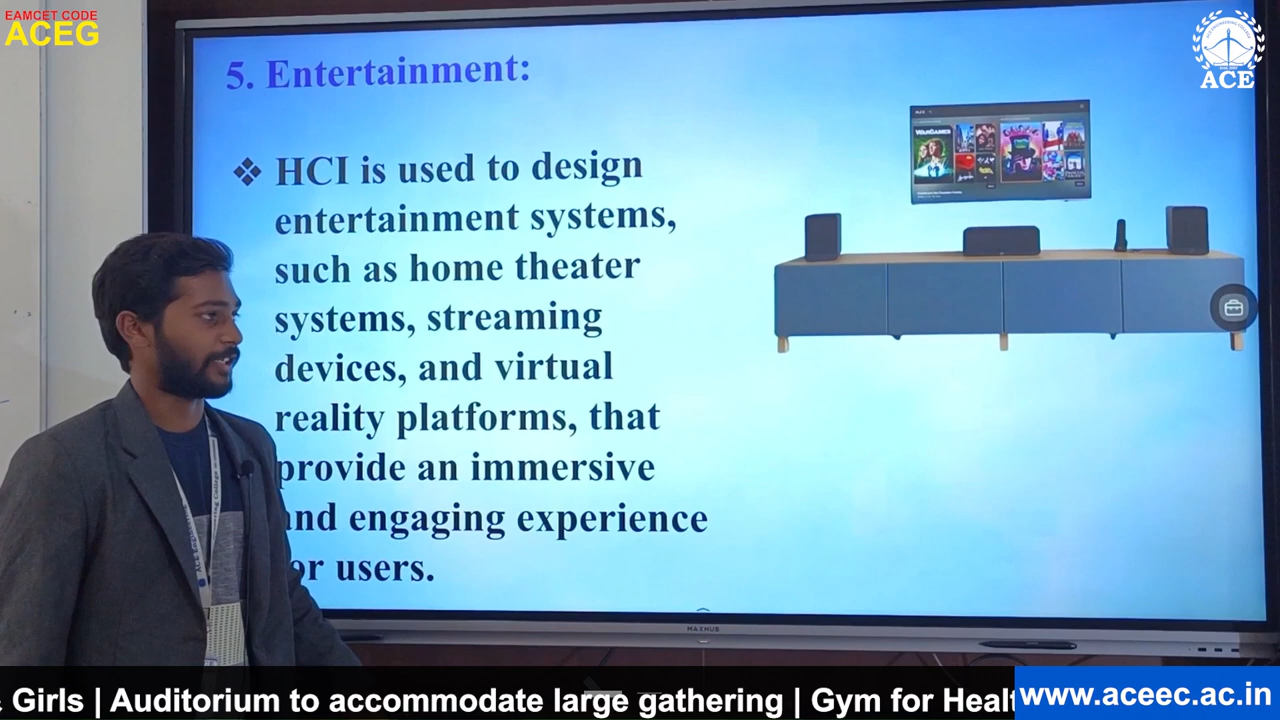 EAMCET CODE
ACEG
ACE
5. Entertainment:
HCI is used to design
entertainment systems,
such as home theater
systems, streaming
devices, and virtual
reality platforms, that
provide an immersive
and engaging experience
or users.
WARGAMES
MAXHUB
Girls | Auditorium to accommodate large gathering | Gym for Healt
www.aceec.ac.in